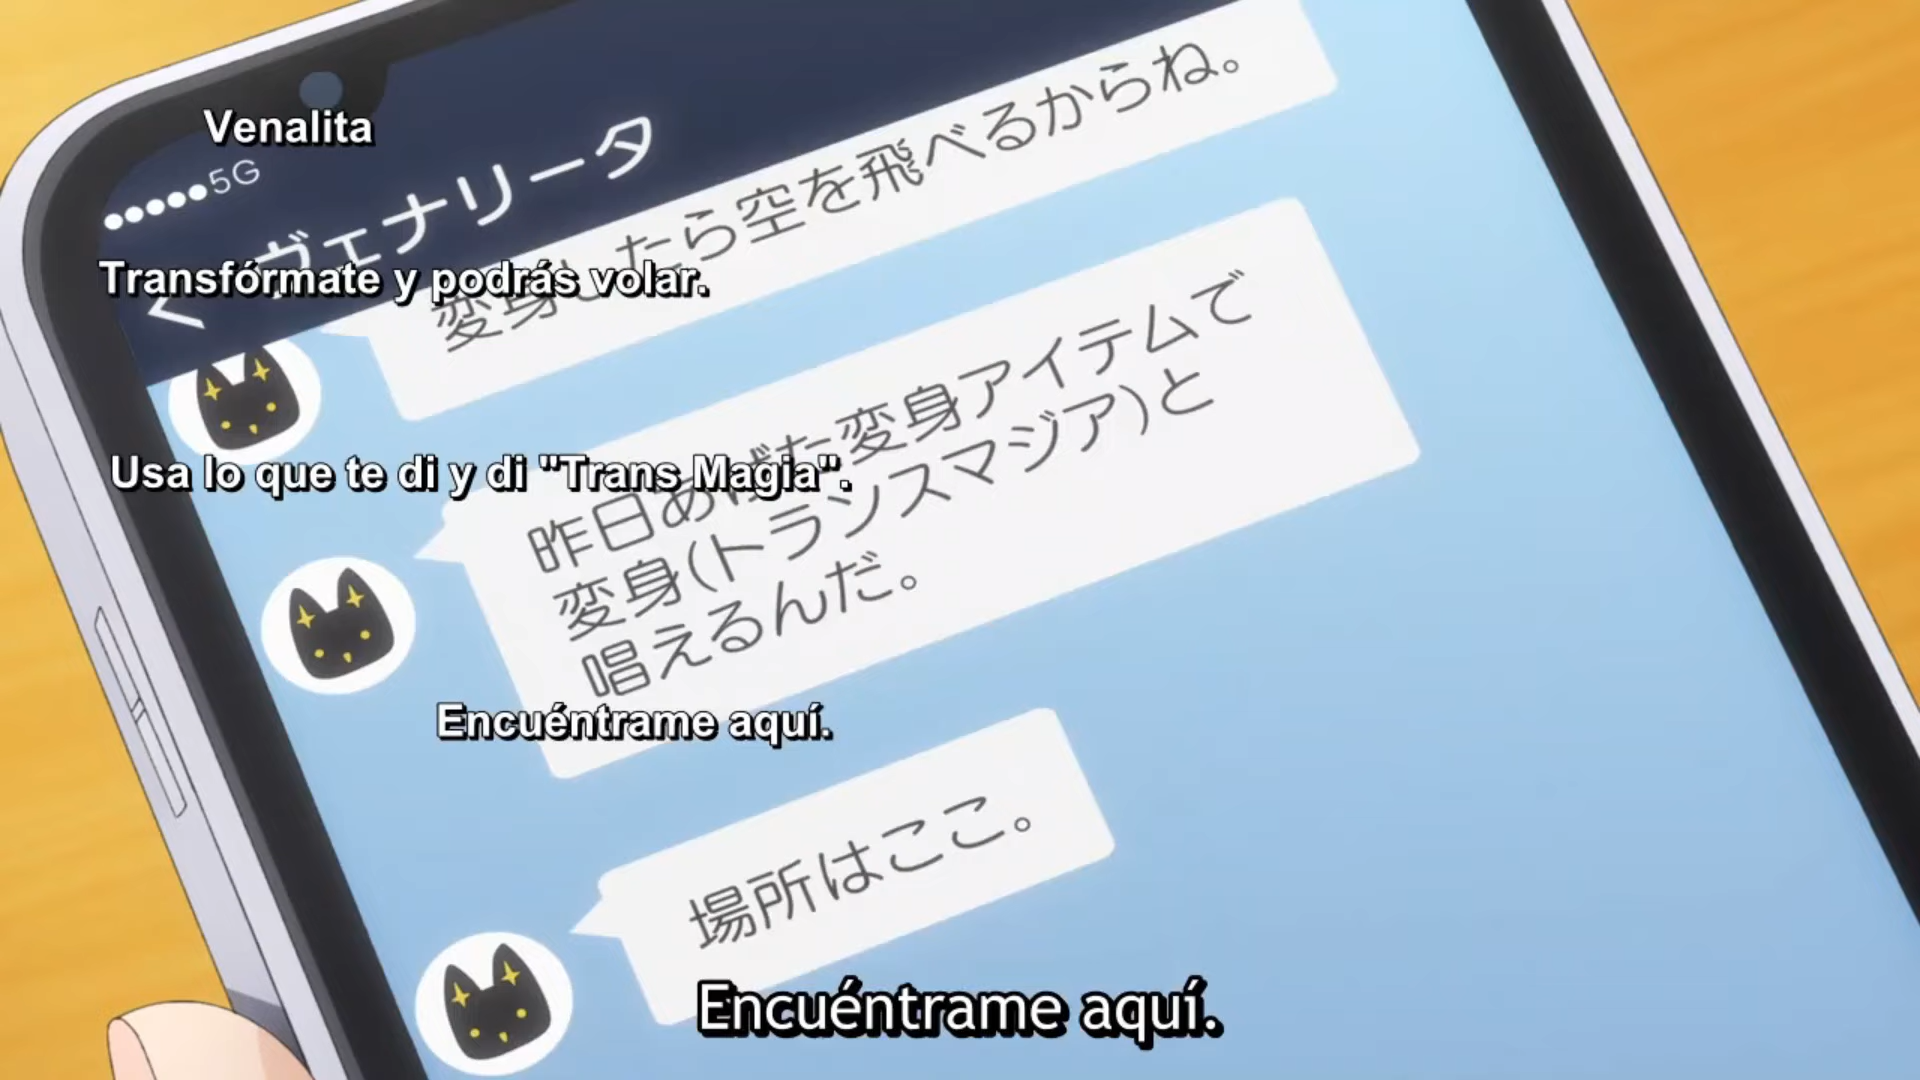 Venalita
5G
ヴェナリータ
変身したら空を飛べるからね。
Transfórmate y podrás volar.
昨日あげた変身アイテムで
変身(トランスマジア)と
唱えるんだ。
Usa lo que te di y di "Trans Magia".
Encuéntrame aquí.
場所はここ。
Encuéntrame aquí.